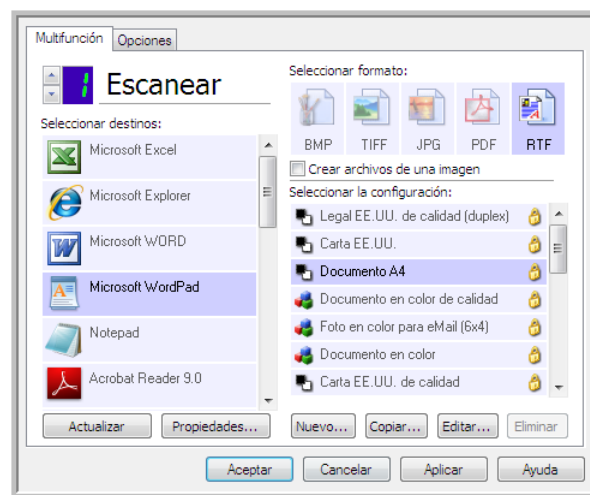 Multifunción
Opciones
1
Escanear
Seleccionar destinos:
Microsoft Excel
Microsoft Explorer
Microsoft WORD
Microsoft WordPad
Notepad
Acrobat Reader 9.0
Actualizar
Propiedades...
Seleccionar formato:
BMP
TIFF
JPG
PDF
RTF
Crear archivos de una imagen
Seleccionar la configuración:
Legal EE.UU. de calidad (duplex)
Carta EE.UU.
Documento A4
Documento en color de calidad
Foto en color para eMail (6x4)
Documento en color
Carta EE.UU. de calidad
Nuevo...
Copiar...
Editar...
Eliminar
Aceptar
Cancelar
Aplicar
Ayuda